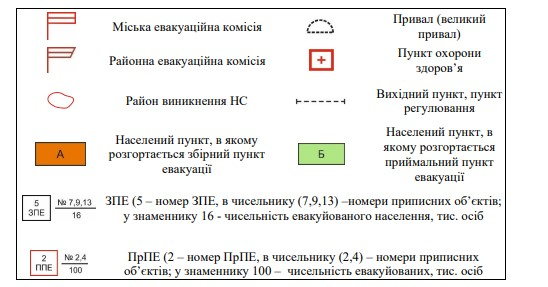 Міська евакуаційна комісія
Привал (великий
привал)
Районна евакуаційна комісія
Пункт охорони
здоров’я
Район виникнення НС
Вихідний пункт, пункт
регулювання
А
Населений пункт, в якому
розгортається збірний пункт
евакуації
Б
Населений пункт, в
якому розгортається
приймальний пункт
евакуації
5
ЗПЕ
№ 7,9,13
16
ЗПЕ (5 – номер ЗПЕ, в чисельнику (7,9,13) –номери приписних об’єктів;
у знаменнику 16 - чисельність евакуйованого населення, тис. осіб
2
ППЕ
№ 2,4
100
ПрПЕ (2 – номер ПрПЕ, в чисельнику (2,4) – номери приписних
об’єктів; у знаменнику 100 – чисельність евакуйованих, тис. осіб